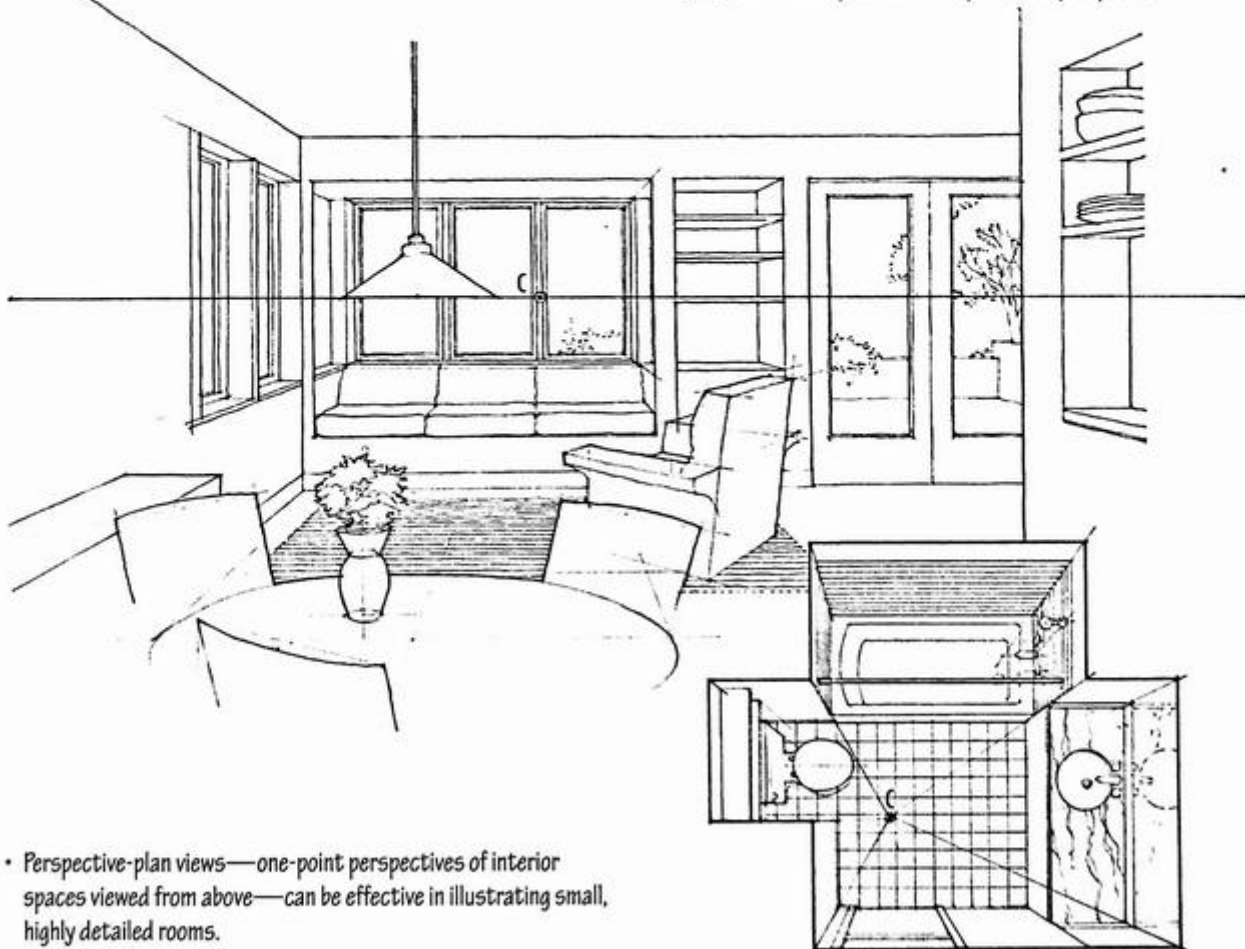 • Perspective-plan views—one-point perspectives of interior
spaces viewed from above—can be effective in illustrating small,
highly detailed rooms.
C
C